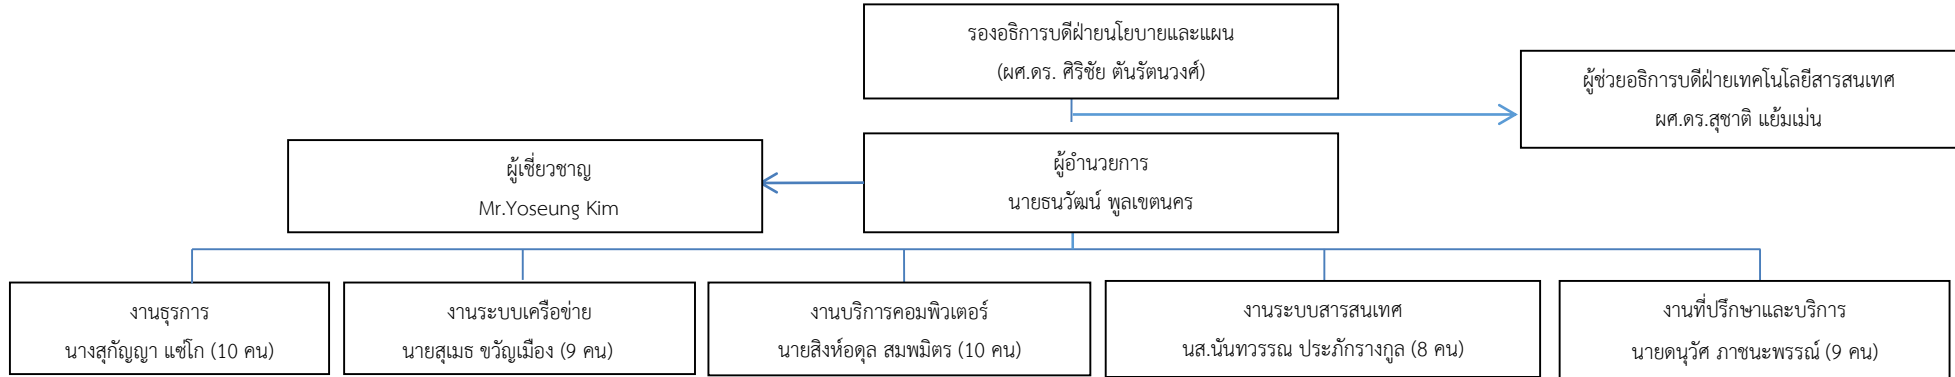 รองอธิการบดีฝ่ายนโยบายและแผน
(ผศ.ดร. ศิริชัย ตันรัตนวงศ์)
ผู้ช่วยอธิการบดีฝ่ายเทคโนโลยีสารสนเทศ
ผศ.ดร.สุชาติ แย้มเม่น
ผู้อำนวยการ
นายธนวัฒน์ พูลเขตนคร
ผู้เชี่ยวชาญ
Mr.Yoseung Kim
งานธุรการ
นางสุกัญญา แซ่โก (10 คน)
งานระบบเครือข่าย
นายสุเมธ ขวัญเมือง (9 คน)
งานบริการคอมพิวเตอร์
นายสิงห์อดุล สมพมิตร (10 คน)
งานระบบสารสนเทศ
นส.นันทวรรณ ประภักรางกูล (8 คน)
งานที่ปรึกษาและบริการ
นายดนุวัศ ภาชนะพรรณ์ (9 คน)